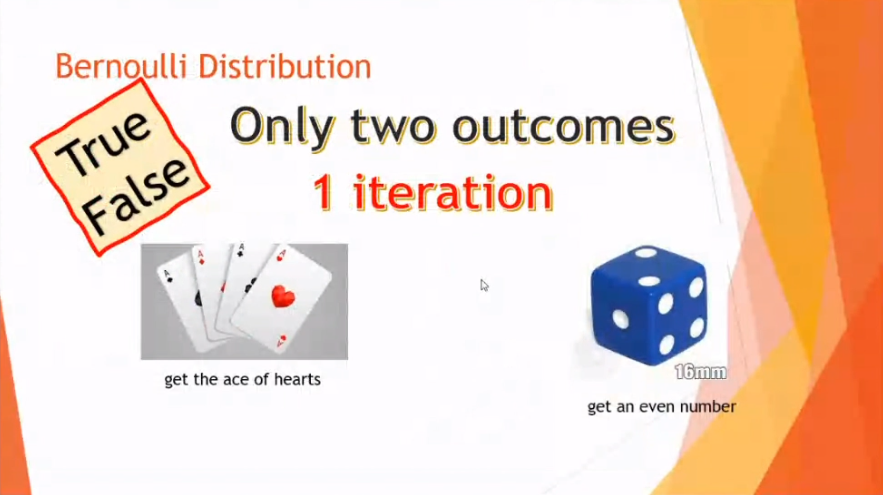 Bernoulli Distribution
True
False
Only two outcomes
1 iteration
A
A
A
A
A
get the ace of hearts
16mm
get an even number